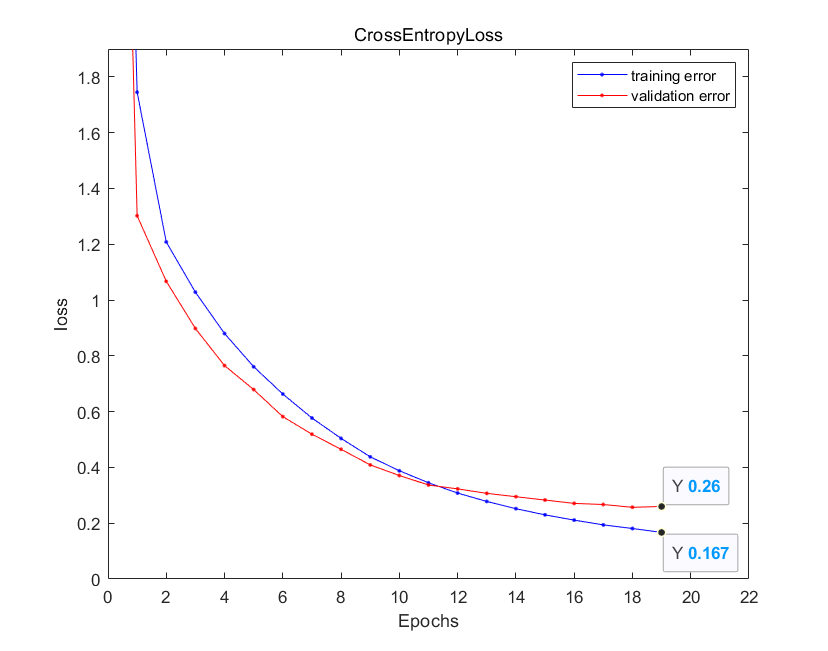 CrossEntropyLoss
training error
validation error
1.8
1.6
1.4
1.2
1
0.8
0.6
0.4
0.2
0
loss
Y 0.26
Y 0.167
0 2 4 6 8 10 12 14 16 18 20 22
Epochs